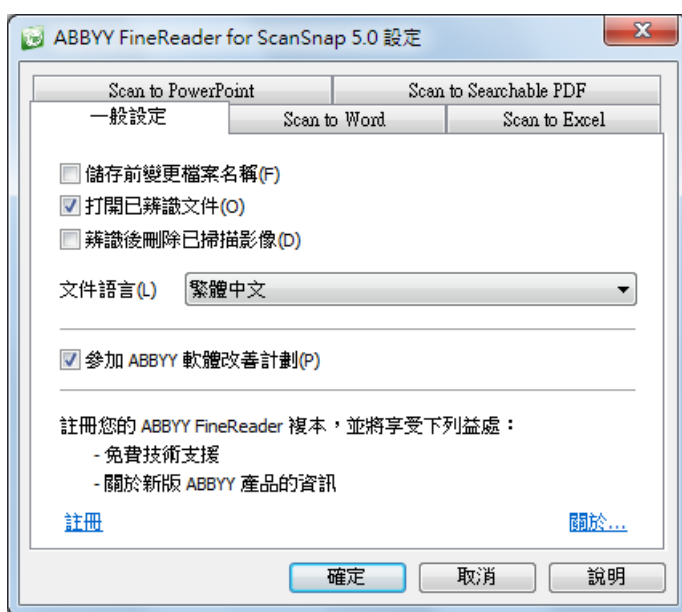 ABBYY FineReader for ScanSnap 5.0 設定
Scan to PowerPoint
Scan to Searchable PDF
一般設定
Scan to Word
Scan to Excel
儲存前變更檔案名稱(F)
打開已辨識文件(O)
辨識後刪除已掃描影像(D)
文件語言(L)
繁體中文
參加 ABBYY 軟體改善計劃(P)
註冊您的 ABBYY FineReader 複本，並將享受下列益處：
- 免費技術支援
- 關於新版 ABBYY 產品的資訊
註冊
關於...
確定
取消
說明